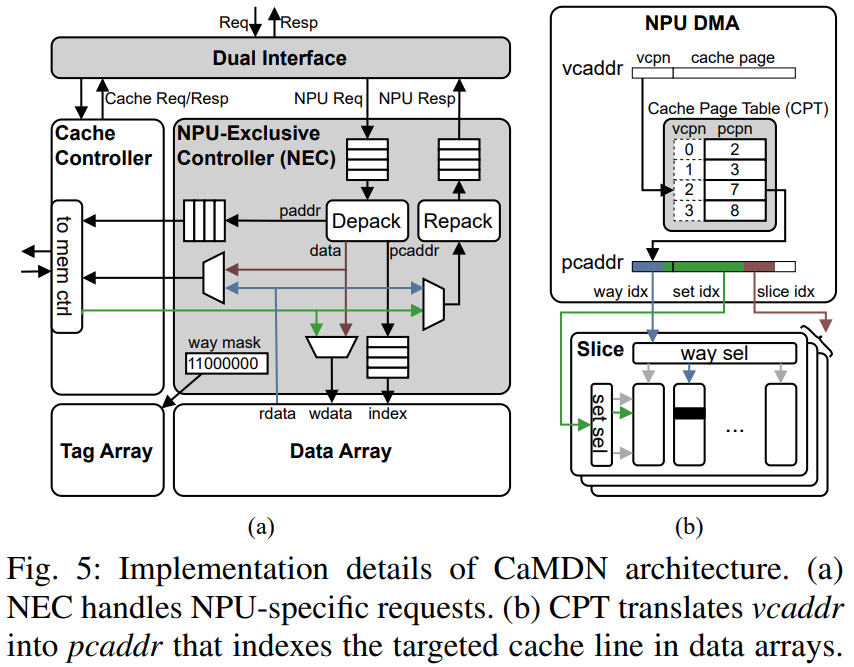 Req
Resp
Dual Interface
Cache Req/Resp
NPU Req
NPU Resp
Cache
Controller
NPU-Exclusive
Controller (NEC)
to mem ctrl
paddr
Depack
Repack
data
pcaddr
way mask
11000000
rdata
wdata
index
Tag Array
Data Array
(a)
NPU DMA
vcpn
cache page
vcaddr
Cache Page Table (CPT)
vcpn pcpn
0 2
1 3
2 7
3 8
pcaddr
way idx
set idx
slice idx
Slice
way sel
set sel
...
(b)
Fig. 5: Implementation details of CaMDN architecture. (a)
NEC handles NPU-specific requests. (b) CPT translates vcaddr
into pcaddr that indexes the targeted cache line in data arrays.